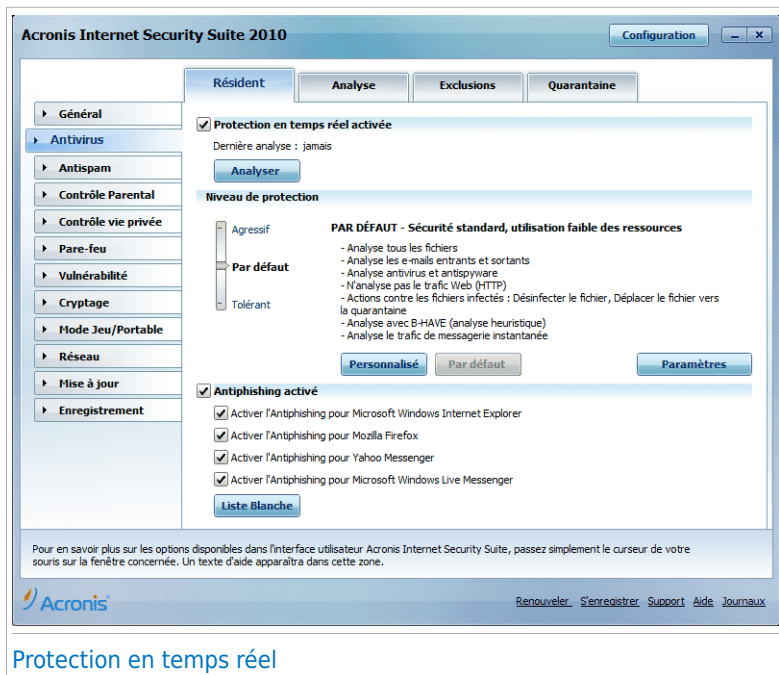 Acronis Internet Security Suite 2010
Configuration
Résident
Analyse
Exclusions
Quarantaine
Général
Antivirus
Antispam
Contrôle Parental
Contrôle vie privée
Pare-feu
Vulnérabilité
Cryptage
Mode Jeu/Portable
Réseau
Mise à jour
Enregistrement
Protection en temps réel activée
Dernière analyse : jamais
Analyser
Niveau de protection
Agressif
Par défaut
Tolérant
PAR DÉFAUT - Sécurité standard, utilisation faible des ressources
- Analyse tous les fichiers
- Analyse les e-mails entrants et sortants
- Analyse antivirus et antispyware
- N'analyse pas le trafic Web (HTTP)
- Actions contre les fichiers infectés : Désinfecter le fichier, Déplacer le fichier vers
la quarantaine
- Analyse avec B-HAVE (analyse heuristique)
- Analyse le trafic de messagerie instantanée
Personnalisé
Par défaut
Paramètres
Antiphishing activé
Activer l'Antiphishing pour Microsoft Windows Internet Explorer
Activer l'Antiphishing pour Mozilla Firefox
Activer l'Antiphishing pour Yahoo Messenger
Activer l'Antiphishing pour Microsoft Windows Live Messenger
Liste Blanche
Pour en savoir plus sur les options disponibles dans l'interface utilisateur Acronis Internet Security Suite, passez simplement le curseur de votre
souris sur la fenêtre concernée. Un texte d'aide apparaîtra dans cette zone.
Acronis
Renouveler S'enregistrer Support Aide Journaux
Protection en temps réel